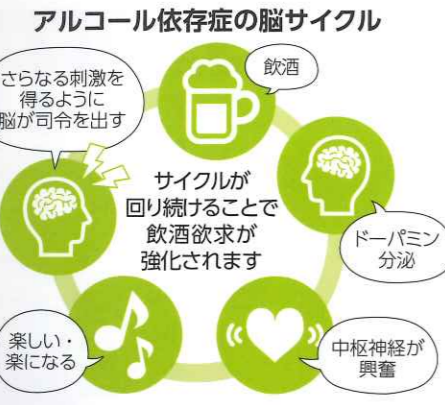 アルコール依存症の脳サイクル
飲酒
ドーパミン
分泌
中枢神経が
興奮
楽しい・
楽になる
さらなる刺激を
得るように
脳が司令を出す
サイクルが
回り続けることで
飲酒欲求が
強化されます